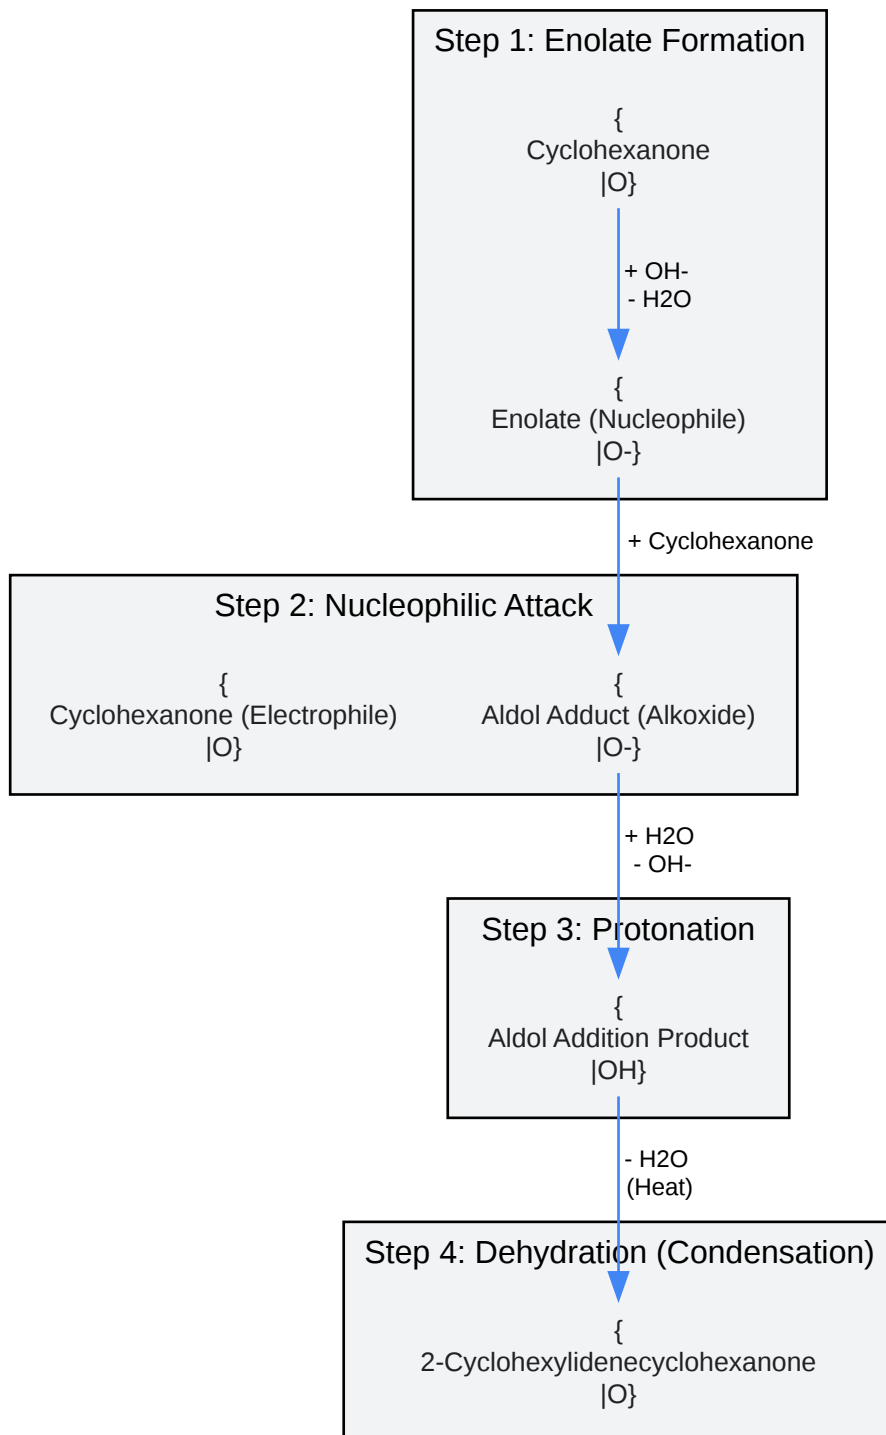 Step 1: Enolate Formation
{
Cyclohexanone
|O}
+ OH-
- H2O
{
Enolate (Nucleophile)
|O-}
+ Cyclohexanone
Step 2: Nucleophilic Attack
{
Cyclohexanone (Electrophile)
|O}
{
Aldol Adduct (Alkoxide)
|O-}
+ H2O
- OH-
Step 3: Protonation
{
Aldol Addition Product
|OH}
- H2O
(Heat)
Step 4: Dehydration (Condensation)
{
2-Cyclohexylidenecyclohexanone
|O}